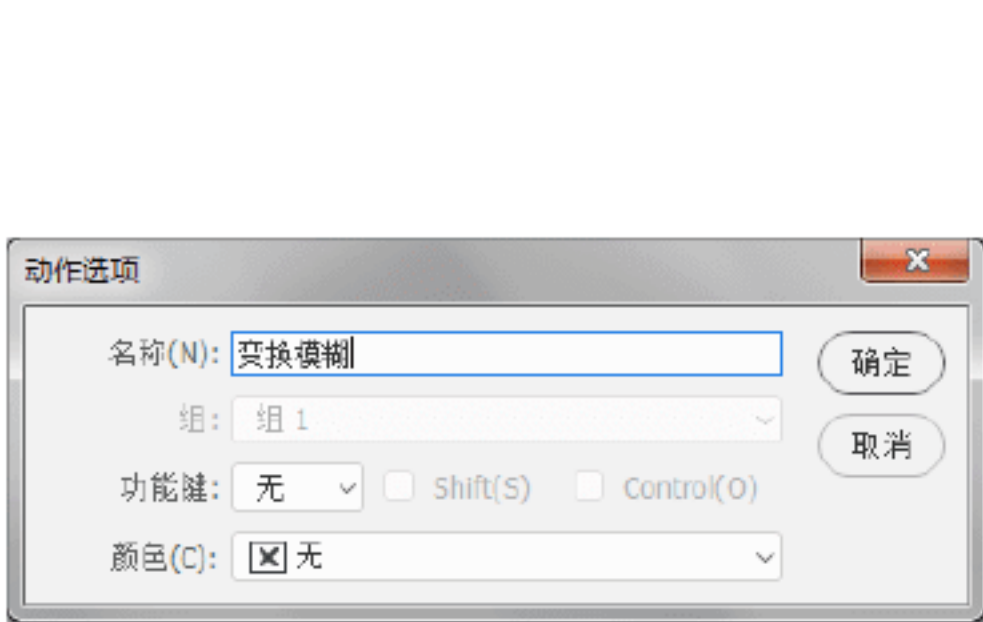 动作选项
名称(N): 变换模糊 确定
组: 组 1 取消
功能键: 无 Shift(S) Control(O)
颜色(C): 无